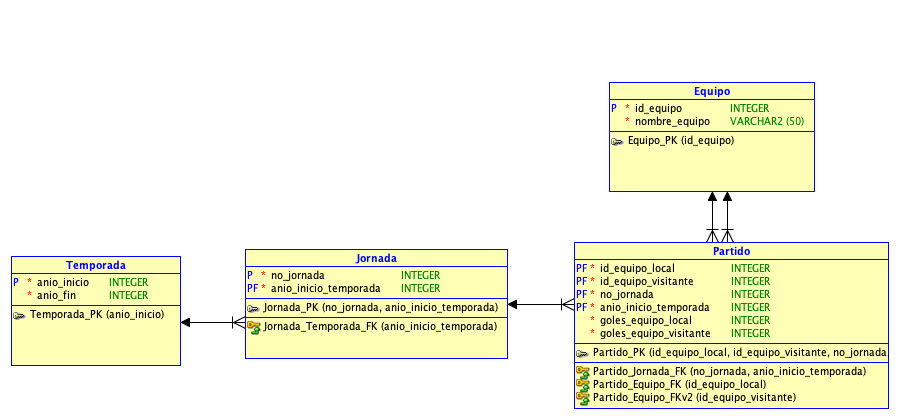 Equipo
P * id_equipo INTEGER
* nombre_equipo VARCHAR2 (50)
Equipo_PK (id_equipo)
Temporada
P * anio_inicio INTEGER
* anio_fin INTEGER
Temporada_PK (anio_inicio)
Jornada
P * no_jornada INTEGER
PF * anio_inicio_temporada INTEGER
Jornada_PK (no_jornada, anio_inicio_temporada)
Jornada_Temporada_FK (anio_inicio_temporada)
Partido
PF * id_equipo_local INTEGER
PF * id_equipo_visitante INTEGER
PF * no_jornada INTEGER
PF * anio_inicio_temporada INTEGER
* goles_equipo_local INTEGER
* goles_equipo_visitante INTEGER
Partido_PK (id_equipo_local, id_equipo_visitante, no_jornada
Partido_Jornada_FK (no_jornada, anio_inicio_temporada)
Partido_Equipo_FK (id_equipo_local)
Partido_Equipo_FKv2 (id_equipo_visitante)